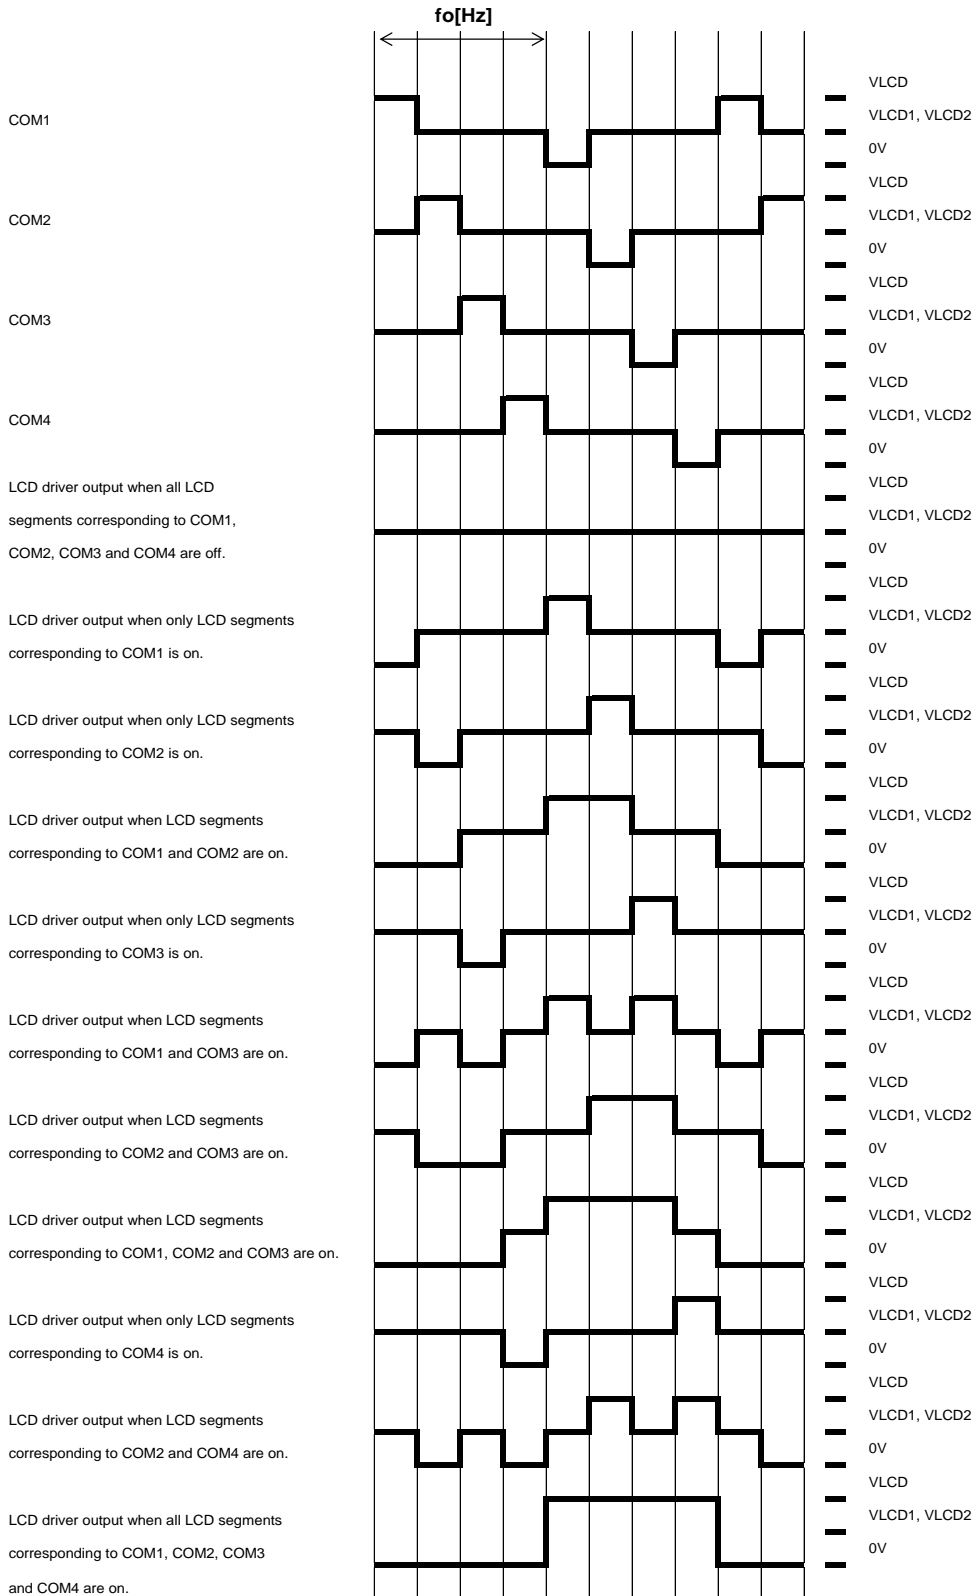 fo[Hz]
VLCD
COM1
VLCD1, VLCD2
0V
VLCD
COM2
VLCD1, VLCD2
0V
VLCD
COM3
VLCD1, VLCD2
0V
VLCD
COM4
VLCD1, VLCD2
0V
LCD driver output when all LCD
segments corresponding to COM1,
COM2, COM3 and COM4 are off.
VLCD
VLCD1, VLCD2
0V
LCD driver output when only LCD segments
corresponding to COM1 is on.
VLCD
VLCD1, VLCD2
0V
LCD driver output when only LCD segments
corresponding to COM2 is on.
VLCD
VLCD1, VLCD2
0V
LCD driver output when LCD segments
corresponding to COM1 and COM2 are on.
VLCD
VLCD1, VLCD2
0V
LCD driver output when only LCD segments
corresponding to COM3 is on.
VLCD
VLCD1, VLCD2
0V
LCD driver output when LCD segments
corresponding to COM1 and COM3 are on.
VLCD
VLCD1, VLCD2
0V
LCD driver output when LCD segments
corresponding to COM2 and COM3 are on.
VLCD
VLCD1, VLCD2
0V
LCD driver output when LCD segments
corresponding to COM1, COM2 and COM3 are on.
VLCD
VLCD1, VLCD2
0V
LCD driver output when only LCD segments
corresponding to COM4 is on.
VLCD
VLCD1, VLCD2
0V
LCD driver output when LCD segments
corresponding to COM2 and COM4 are on.
VLCD
VLCD1, VLCD2
0V
LCD driver output when all LCD segments
corresponding to COM1, COM2, COM3
and COM4 are on.
VLCD
VLCD1, VLCD2
0V